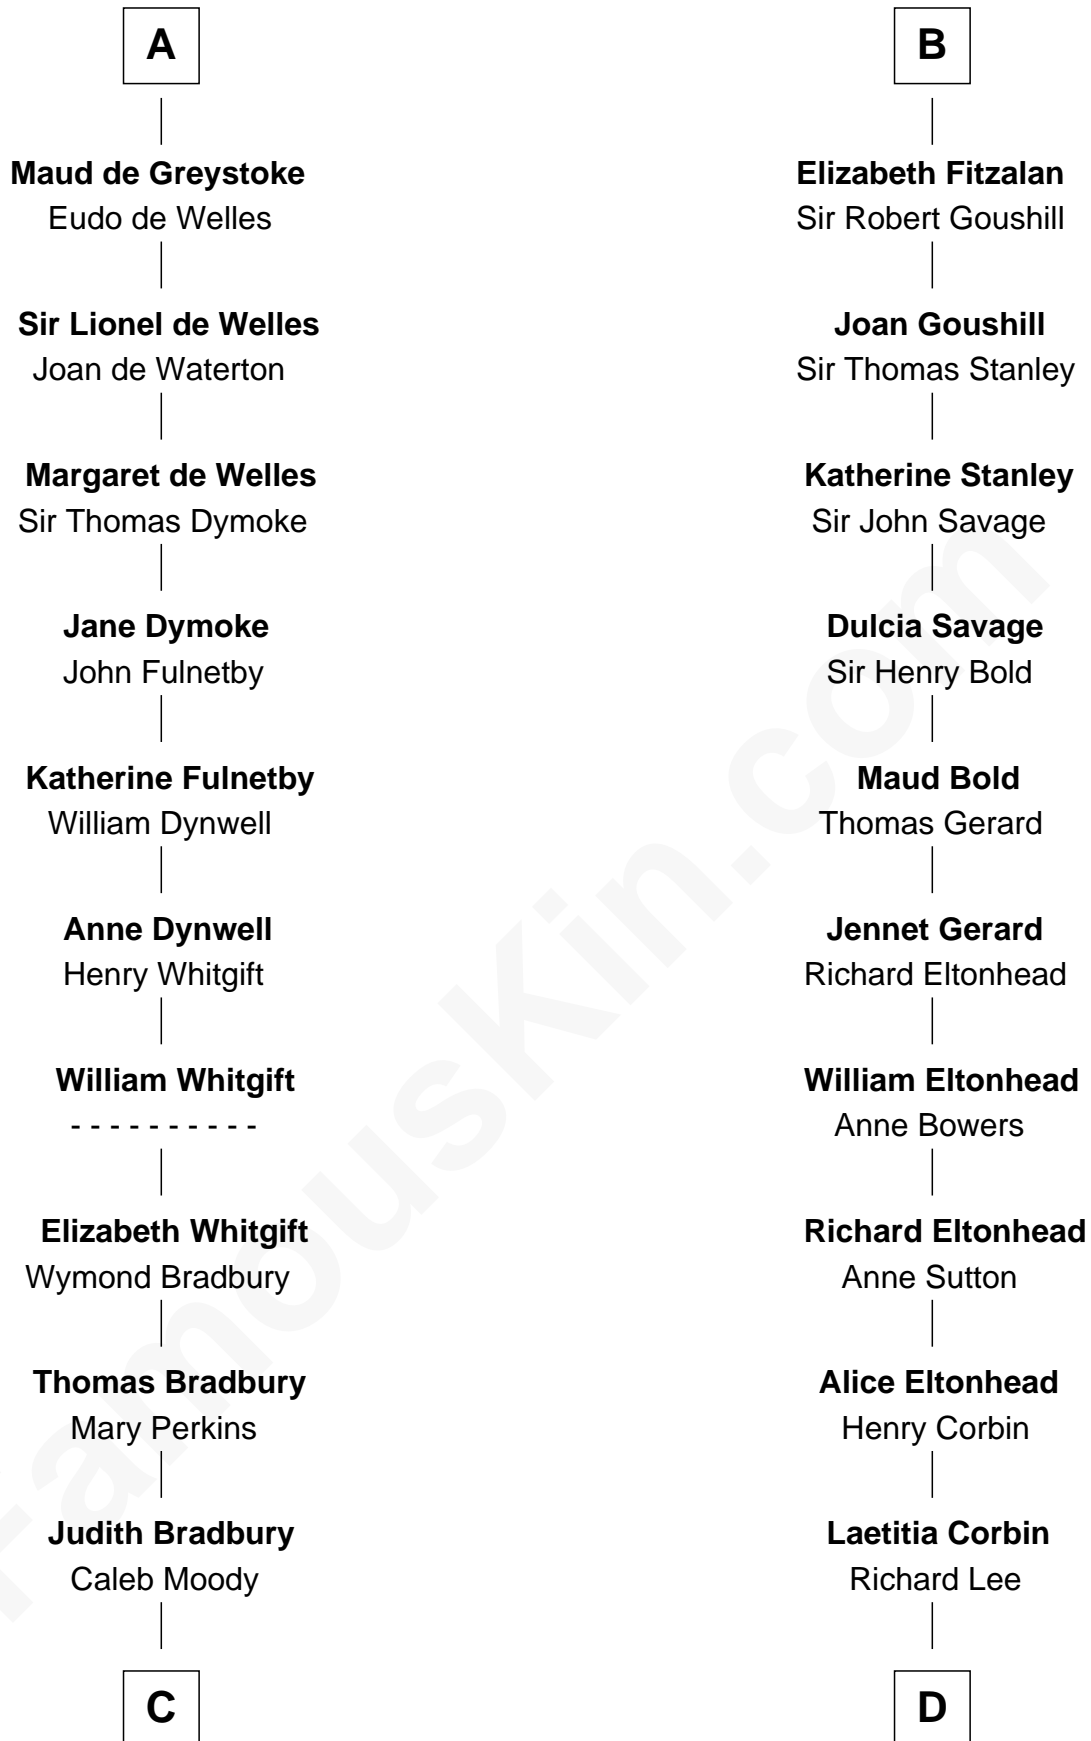 A
Maud de Greystoke
Eudo de Welles
Sir Lionel de Welles
Joan de Waterton
Margaret de Welles
Sir Thomas Dymoke
Jane Dymoke
John Fulnetby
Katherine Fulnetby
William Dynwell
Anne Dynwell
Henry Whitgift
William Whitgift
- - - - - - - - - -
Elizabeth Whitgift
Wymond Bradbury
Thomas Bradbury
Mary Perkins
Judith Bradbury
Caleb Moody
C
B
Elizabeth Fitzalan
Sir Robert Goushill
Joan Goushill
Sir Thomas Stanley
Katherine Stanley
Sir John Savage
Dulcia Savage
Sir Henry Bold
Maud Bold
Thomas Gerard
Jennet Gerard
Richard Eltonhead
William Eltonhead
Anne Bowers
Richard Eltonhead
Anne Sutton
Alice Eltonhead
Henry Corbin
Laetitia Corbin
Richard Lee
D
FamousKin.com